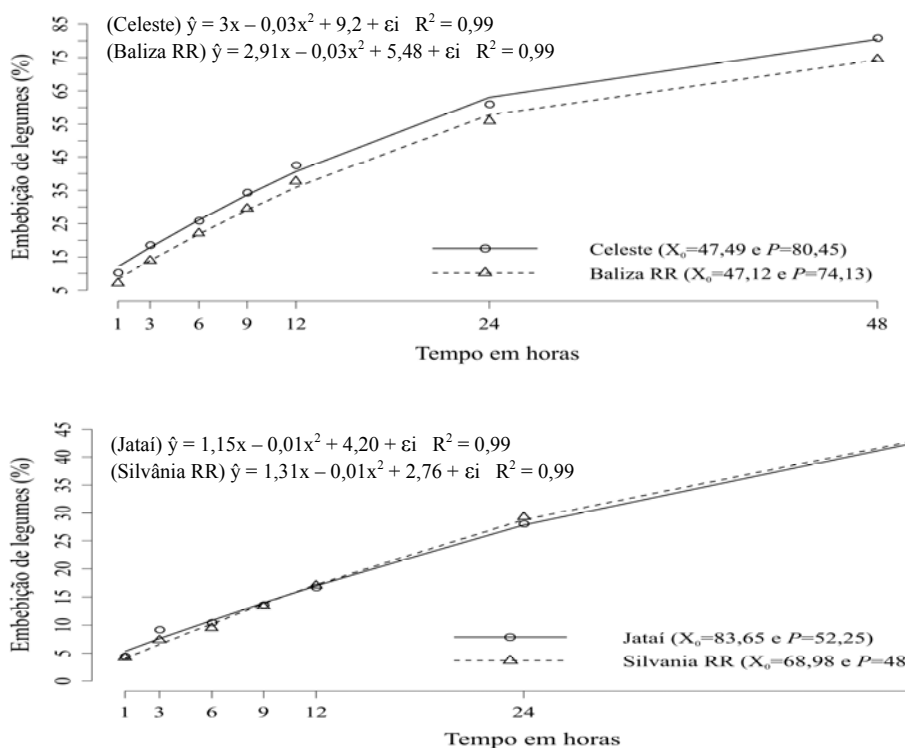 (Celeste) ŷ = 3x – 0,03x² + 9,2 + εi R² = 0,99
(Baliza RR) ŷ = 2,91x – 0,03x² + 5,48 + εi R² = 0,99
Embebição de legumes (%)
85
75
65
55
45
35
25
15
5
Celeste (X₀=47,49 e P=80,45)
Baliza RR (X₀=47,12 e P=74,13)
1 3 6 9 12 24 48
Tempo em horas
(Jataí) ŷ = 1,15x – 0,01x² + 4,20 + εi R² = 0,99
(Silvânia RR) ŷ = 1,31x – 0,01x² + 2,76 + εi R² = 0,99
Embebição de legumes (%)
45
40
35
30
25
20
15
10
5
0
Jataí (X₀=83,65 e P=52,25)
Silvania RR (X₀=68,98 e P=48
1 3 6 9 12 24
Tempo em horas